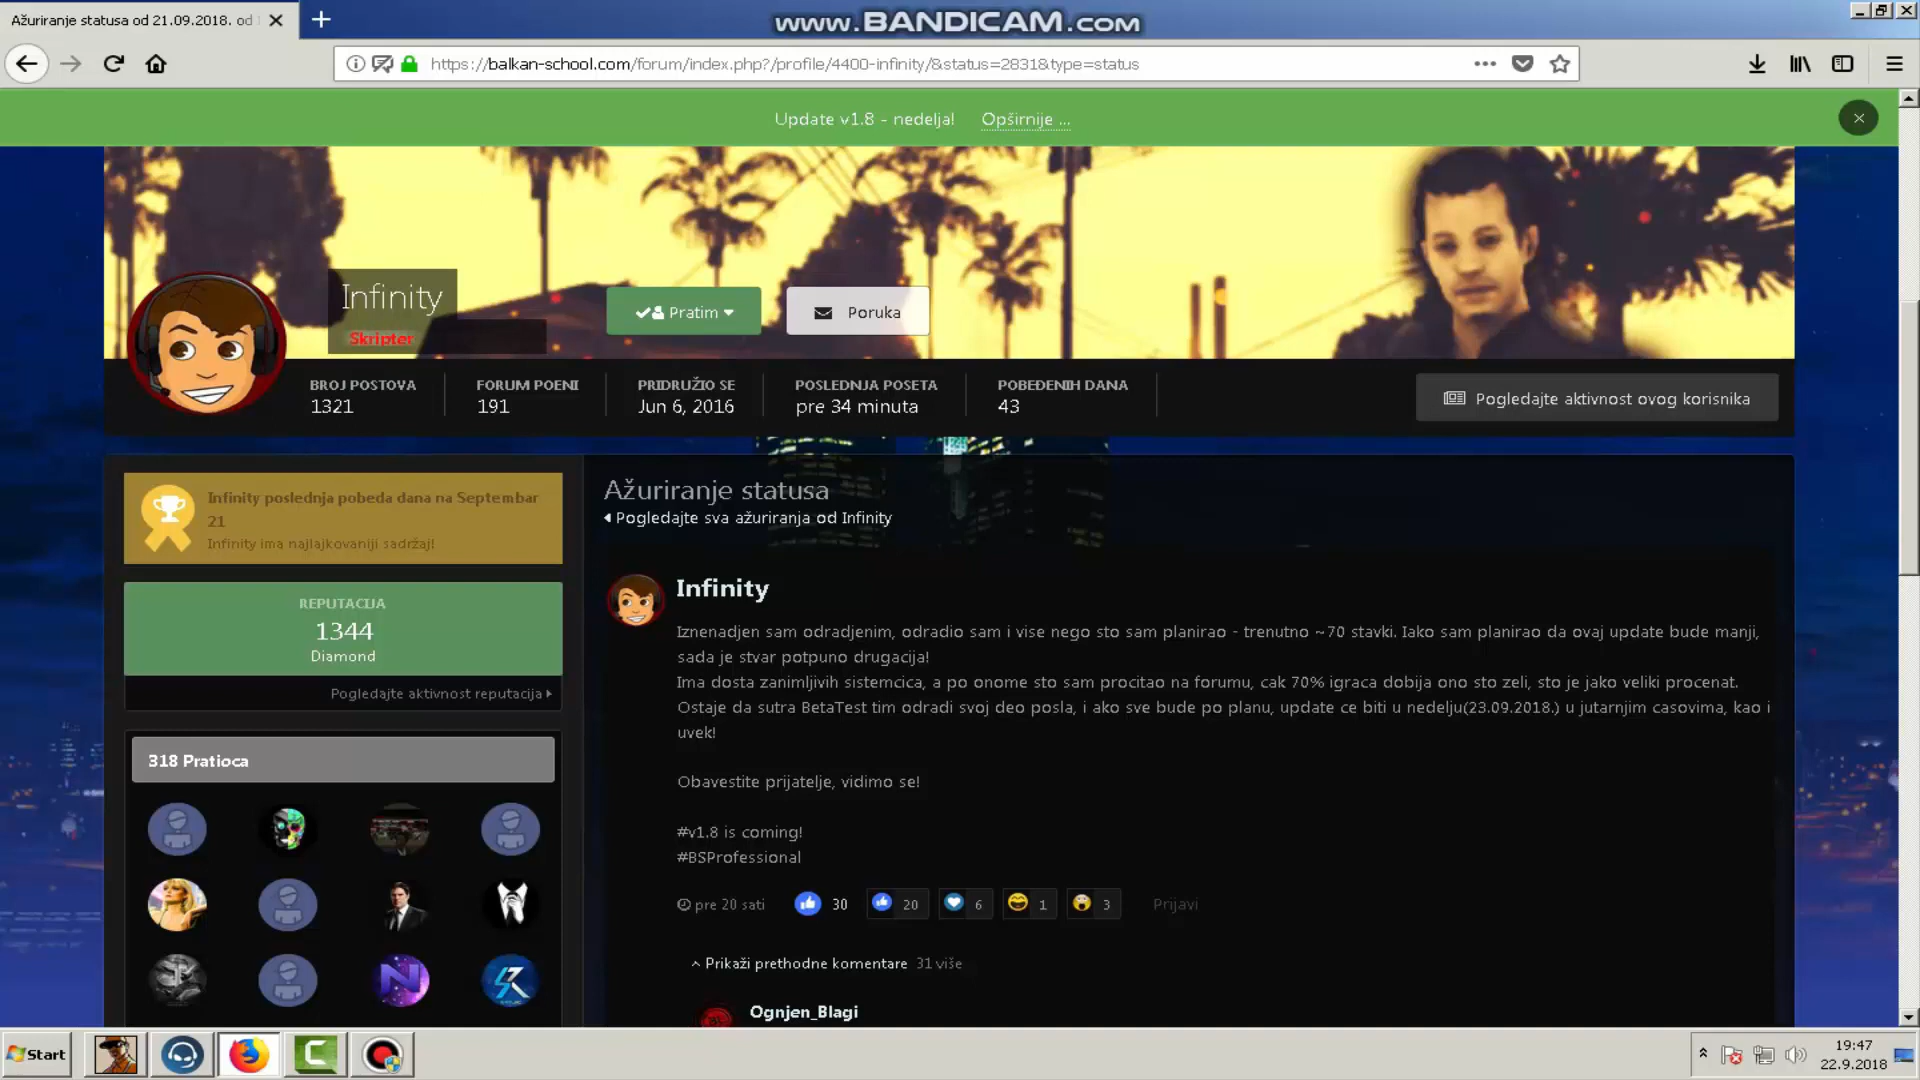 Ažuriranje statusa od 21.09.2018. od
www.BANDICAM.com
https://balkan-school.com/forum/index.php?/profile/4400-infinity/&status=2831&type=status
Update v1.8 - nedelja! Opširnije ...
Infinity
Skripter
Pratim
Poruka
BROJ POSTOVA
1321
FORUM POENI
191
PRIDRUŽIO SE
Jun 6, 2016
POSLEDNJA POSETA
pre 34 minuta
POBEĐENIH DANA
43
Pogledajte aktivnost ovog korisnika
Infinity poslednja pobeda dana na Septembar
21
Infinity ima najlajkovaniji sadržaj!
REPUTACIJA
1344
Diamond
Pogledajte aktivnost reputacija
318 Pratioca
Ažuriranje statusa
Pogledajte sva ažuriranja od Infinity
Infinity
Iznenadjen sam odradjenim, odradio sam i vise nego sto sam planirao - trenutno ~70 stavki. Iako sam planirao da ovaj update bude manji,
sada je stvar potpuno drugacija!
Ima dosta zanimljivih sistemcica, a po onome sto sam procitao na forumu, cak 70% igraca dobija ono sto zeli, sto je jako veliki procenat.
Ostaje da sutra BetaTest tim odradi svoj deo posla, i ako sve bude po planu, update ce biti u nedelju(23.09.2018.) u jutarnjim casovima, kao i
uvek!
Obavestite prijatelje, vidimo se!
#v1.8 is coming!
#BSProfessional
pre 20 sati 30 20 6 1 3 Prijavi
Prikaži prethodne komentare 31 više
Ognjen_Blagi
Start
19:47
22.9.2018